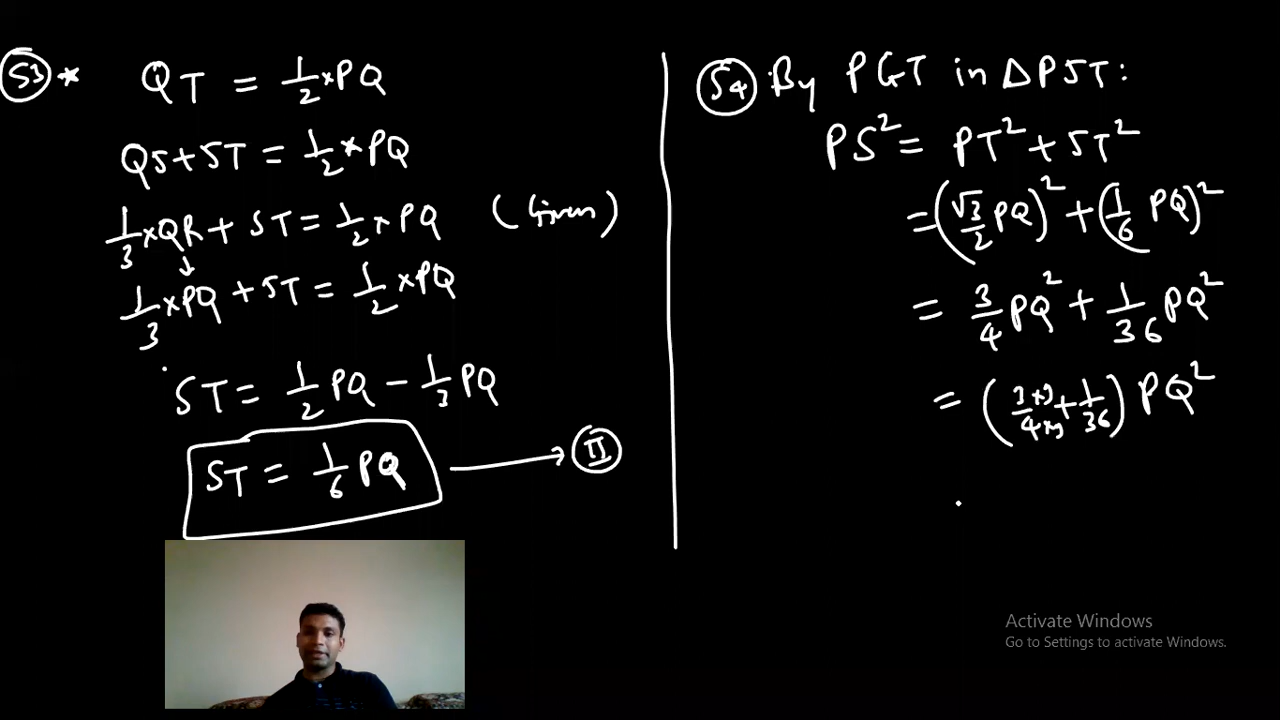 S3 * QT = 1/2 × PQ
QS + ST = 1/2 × PQ
1/3 × QR + ST = 1/2 × PQ (Given)
↓
1/3 × PQ + ST = 1/2 × PQ
ST = 1/2 PQ - 1/3 PQ
ST = 1/6 PQ → II
S4 By PGT in ΔPST:
PS² = PT² + ST²
= (√3/2 PQ)² + (1/6 PQ)²
= 3/4 PQ² + 1/36 PQ²
= (3×9/4×9 + 1/36) PQ²
Activate Windows
Go to Settings to activate Windows.